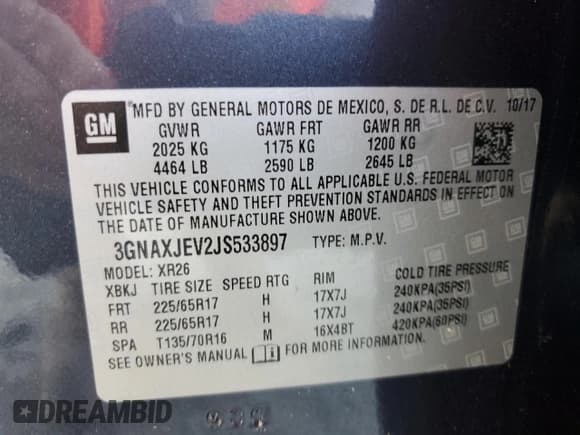 GM
MFD BY GENERAL MOTORS DE MEXICO, S. DE R.L. DE C.V. 10/17
GVWR GAWR FRT GAWR RR
2025 KG 1175 KG 1200 KG
4464 LB 2590 LB 2645 LB
THIS VEHICLE CONFORMS TO ALL APPLICABLE U.S. FEDERAL MOTOR
VEHICLE SAFETY AND THEFT PREVENTION STANDARDS IN EFFECT ON
THE DATE OF MANUFACTURE SHOWN ABOVE.
3GNAXJEV2JS533897 TYPE: M.P.V.
MODEL: XR26
XBKJ TIRE SIZE SPEED RTG RIM COLD TIRE PRESSURE
FRT 225/65R17 H 17X7J 240KPA(35PSI)
RR 225/65R17 H 17X7J 240KPA(35PSI)
SPA T135/70R16 M 16X4BT 420KPA(60PSI)
SEE OWNER'S MANUAL FOR MORE INFORMATION.
DREAMBID